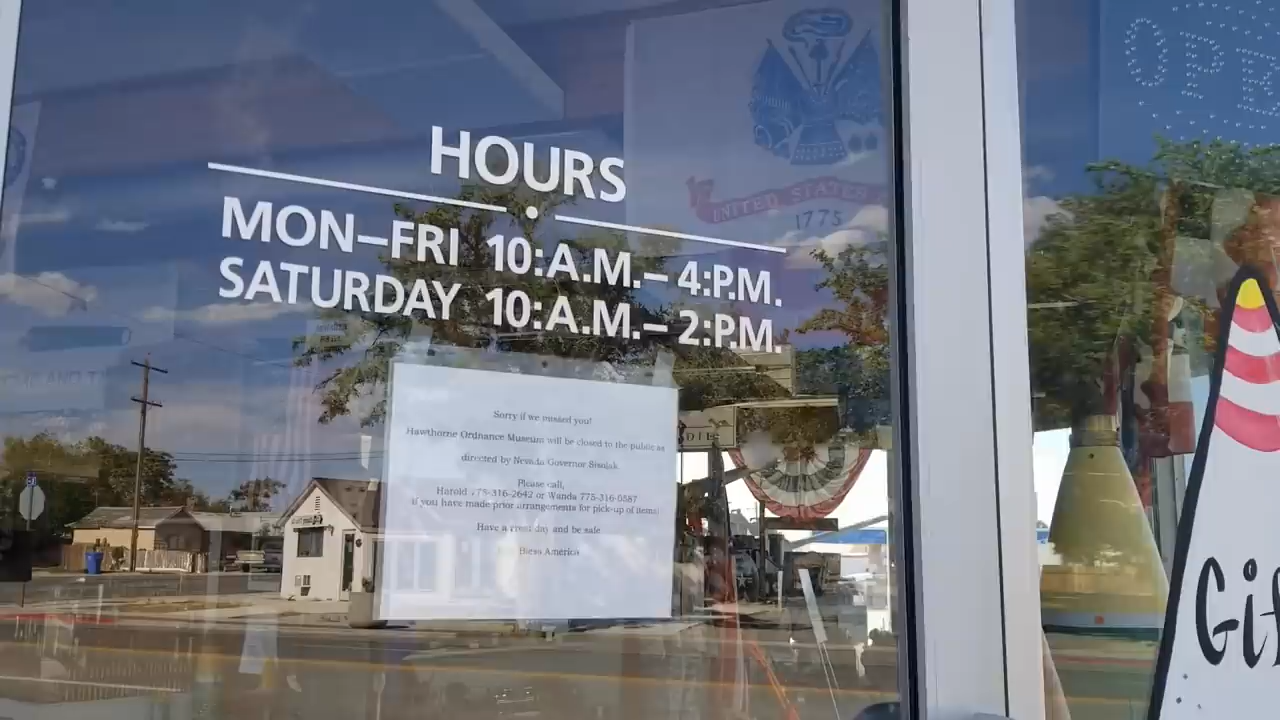 HOURS
MON–FRI 10:A.M.– 4:P.M.
SATURDAY 10:A.M.– 2:P.M.
UNITED STATES
1775
Sorry if we missed you!
Hawthorne Ordnance Museum will be closed to the public as
directed by Nevada Governor Sisolak
Please call,
Harold 775-316-2642 or Wanda 775-316-0587
if you have made prior arrangements for pick-up of items!
Have a great day and be safe
Bless America
OPE
Gif